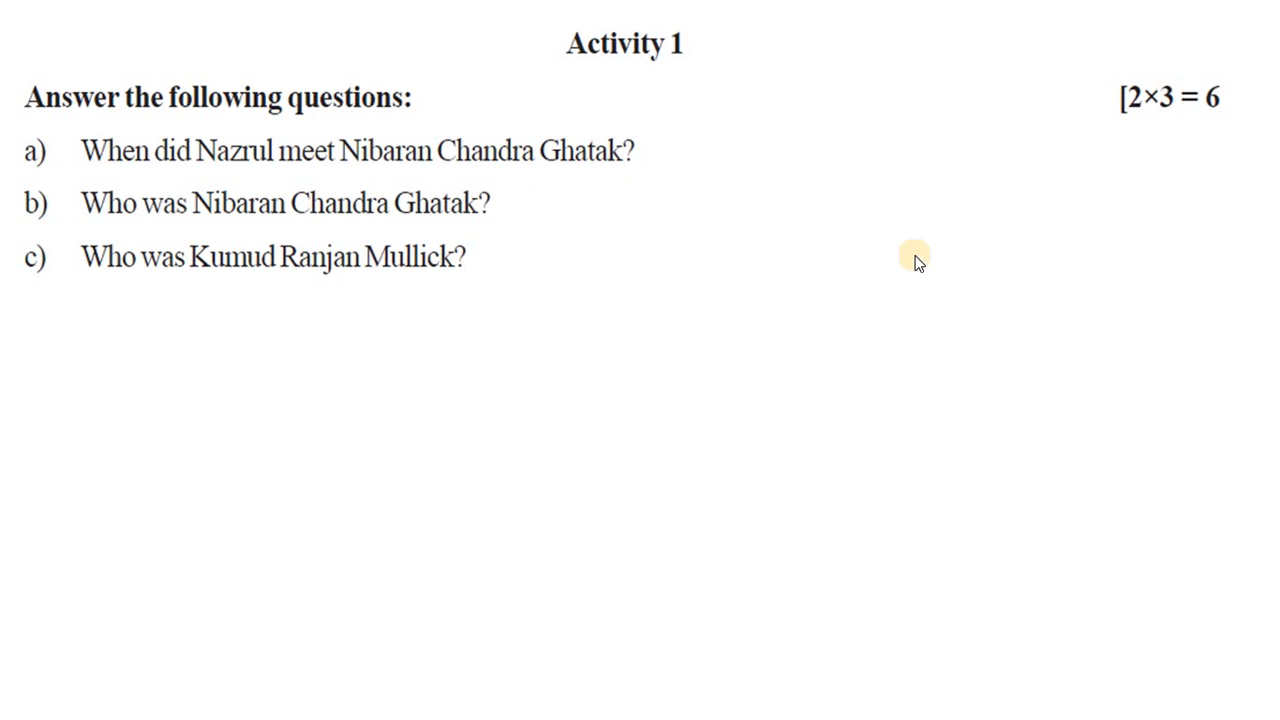 Activity 1
Answer the following questions: [2×3 = 6
a) When did Nazrul meet Nibaran Chandra Ghatak?
b) Who was Nibaran Chandra Ghatak?
c) Who was Kumud Ranjan Mullick?